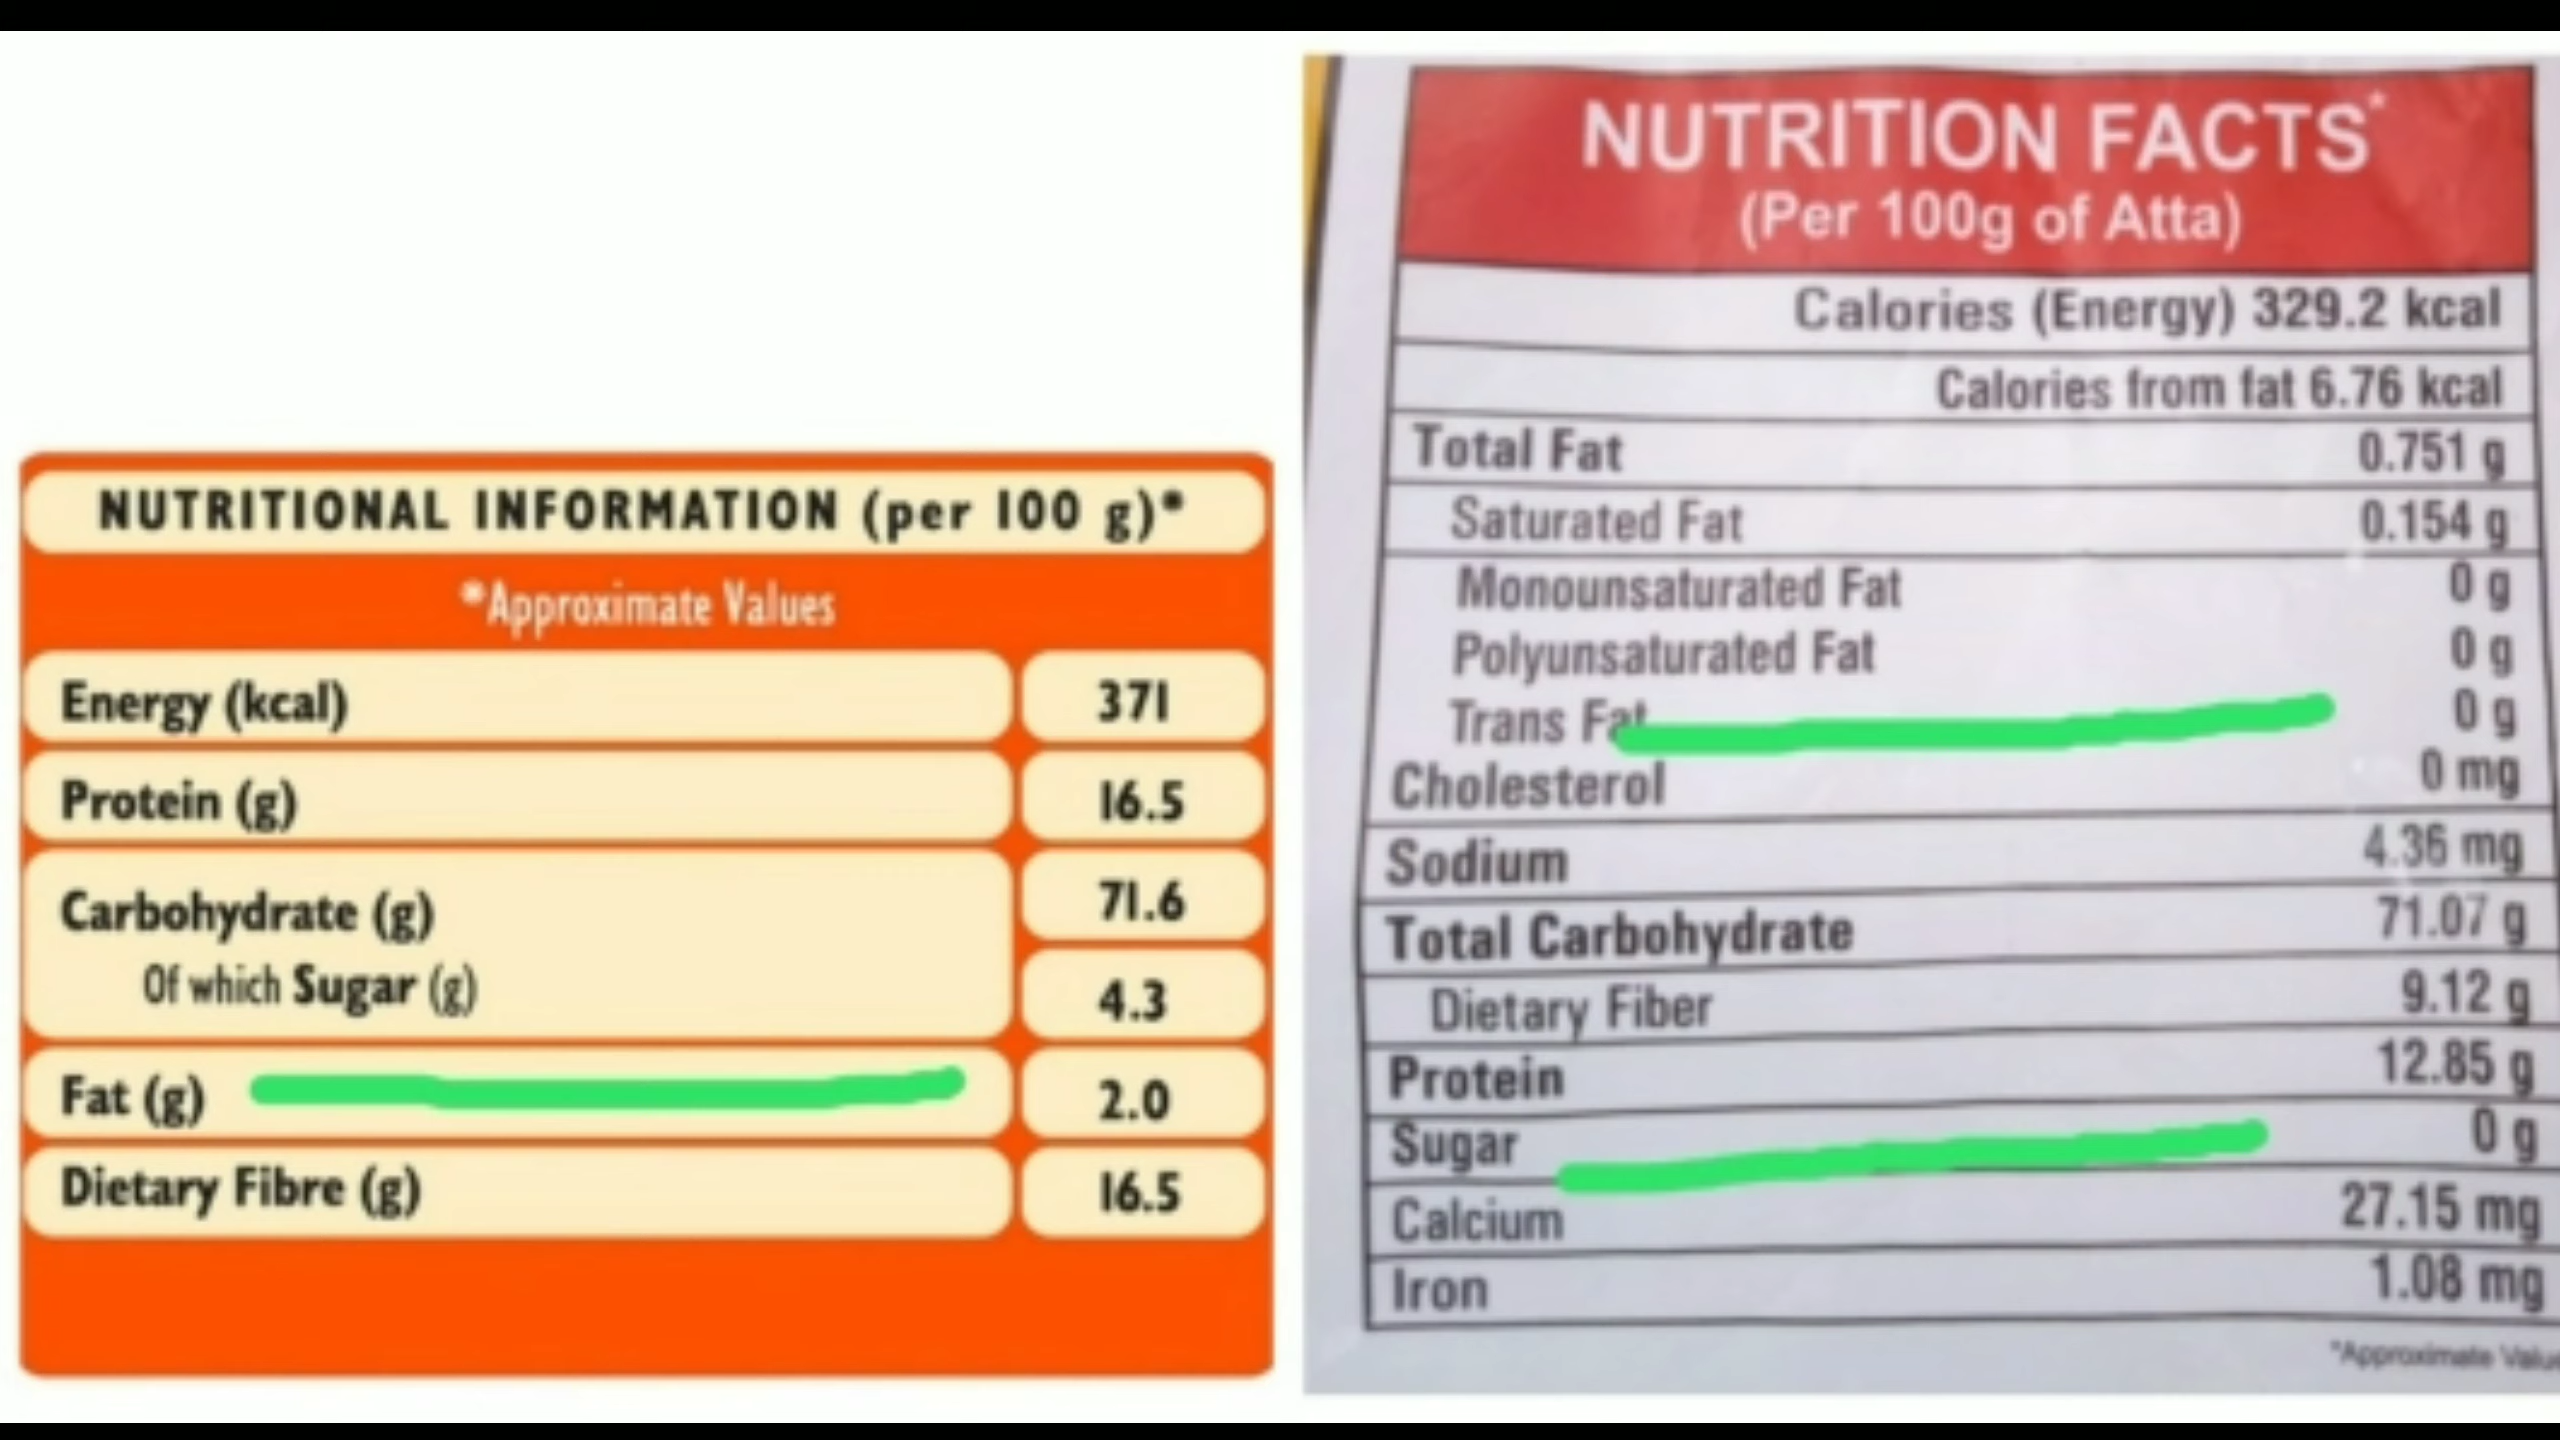 NUTRITIONAL INFORMATION (per 100 g)*
*Approximate Values
Energy (kcal) 371
Protein (g) 16.5
Carbohydrate (g) 71.6
Of which Sugar (g) 4.3
Fat (g) 2.0
Dietary Fibre (g) 16.5
NUTRITION FACTS*
(Per 100g of Atta)
Calories (Energy) 329.2 kcal
Calories from fat 6.76 kcal
Total Fat 0.751 g
Saturated Fat 0.154 g
Monounsaturated Fat 0 g
Polyunsaturated Fat 0 g
Trans Fat 0 g
Cholesterol 0 mg
Sodium 4.36 mg
Total Carbohydrate 71.07 g
Dietary Fiber 9.12 g
Protein 12.85 g
Sugar 0 g
Calcium 27.15 mg
Iron 1.08 mg
*Approximate Value